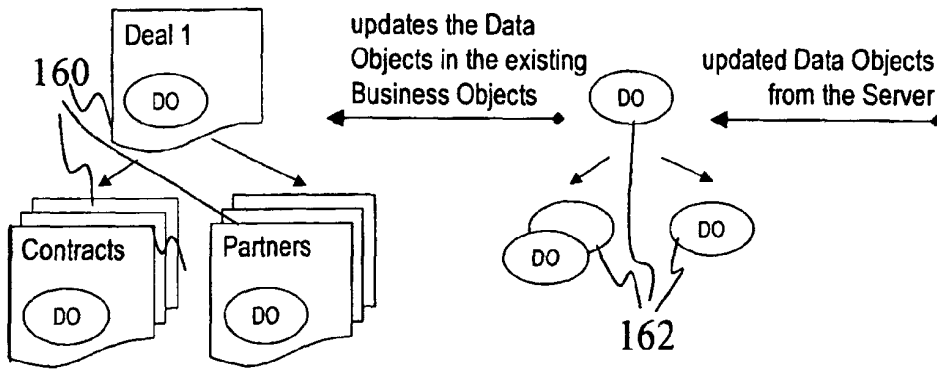 Deal 1
DO
160
updates the Data
Objects in the existing
Business Objects
DO
updated Data Objects
from the Server
Contracts
DO
Partners
DO
DO
DO
162